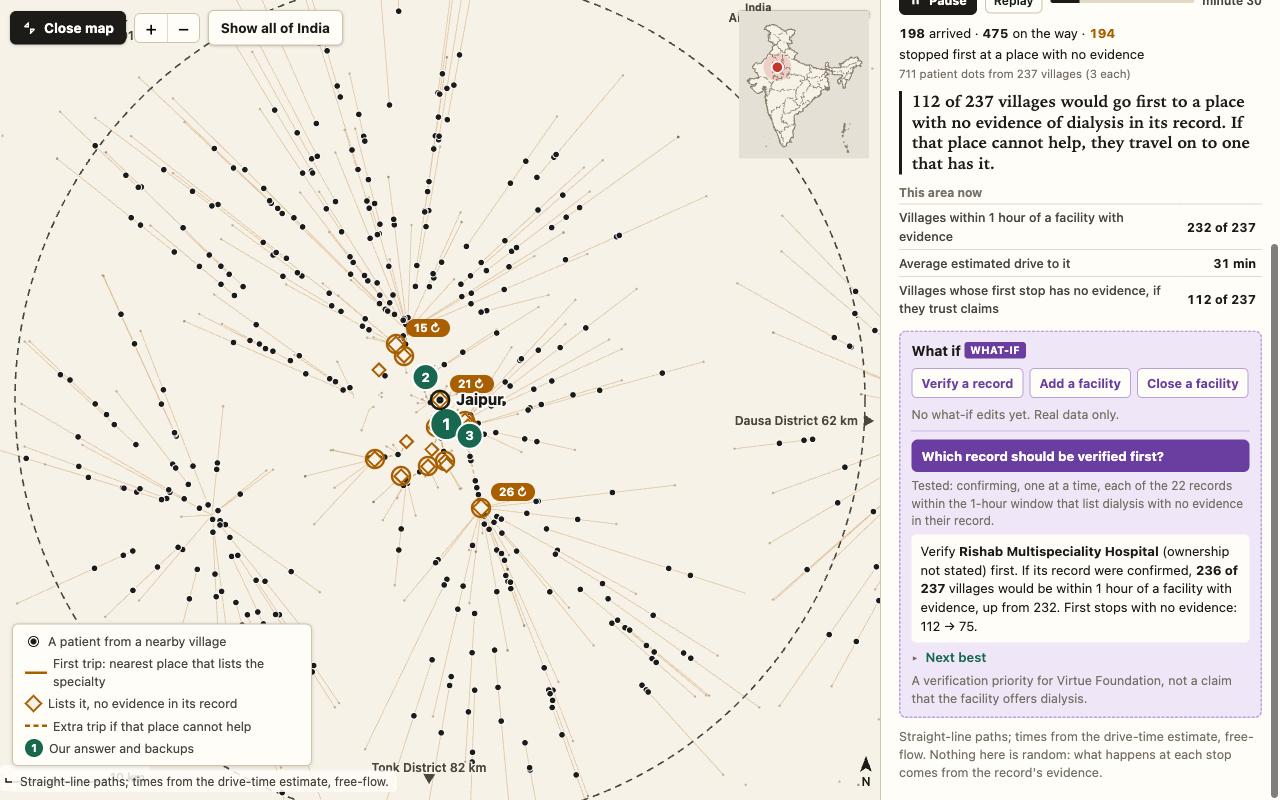 Close map
+
−
Show all of India
India
15
2
21
Jaipur
1
3
26
Dausa District 62 km
Tonk District 82 km
N
A patient from a nearby village
First trip: nearest place that lists the
specialty
Lists it, no evidence in its record
Extra trip if that place cannot help
1 Our answer and backups
Straight-line paths; times from the drive-time estimate, free-flow.
Pause
Replay
minute 30
198 arrived · 475 on the way · 194
stopped first at a place with no evidence
711 patient dots from 237 villages (3 each)
112 of 237 villages would go first to a place
with no evidence of dialysis in its record. If
that place cannot help, they travel on to one
that has it.
This area now
Villages within 1 hour of a facility with
evidence
232 of 237
Average estimated drive to it
31 min
Villages whose first stop has no evidence, if
they trust claims
112 of 237
What if WHAT-IF
Verify a record
Add a facility
Close a facility
No what-if edits yet. Real data only.
Which record should be verified first?
Tested: confirming, one at a time, each of the 22 records
within the 1-hour window that list dialysis with no evidence
in their record.
Verify Rishab Multispeciality Hospital (ownership
not stated) first. If its record were confirmed, 236 of
237 villages would be within 1 hour of a facility with
evidence, up from 232. First stops with no evidence:
112 → 75.
Next best
A verification priority for Virtue Foundation, not a claim
that the facility offers dialysis.
Straight-line paths; times from the drive-time estimate, free-
flow. Nothing here is random: what happens at each stop
comes from the record's evidence.